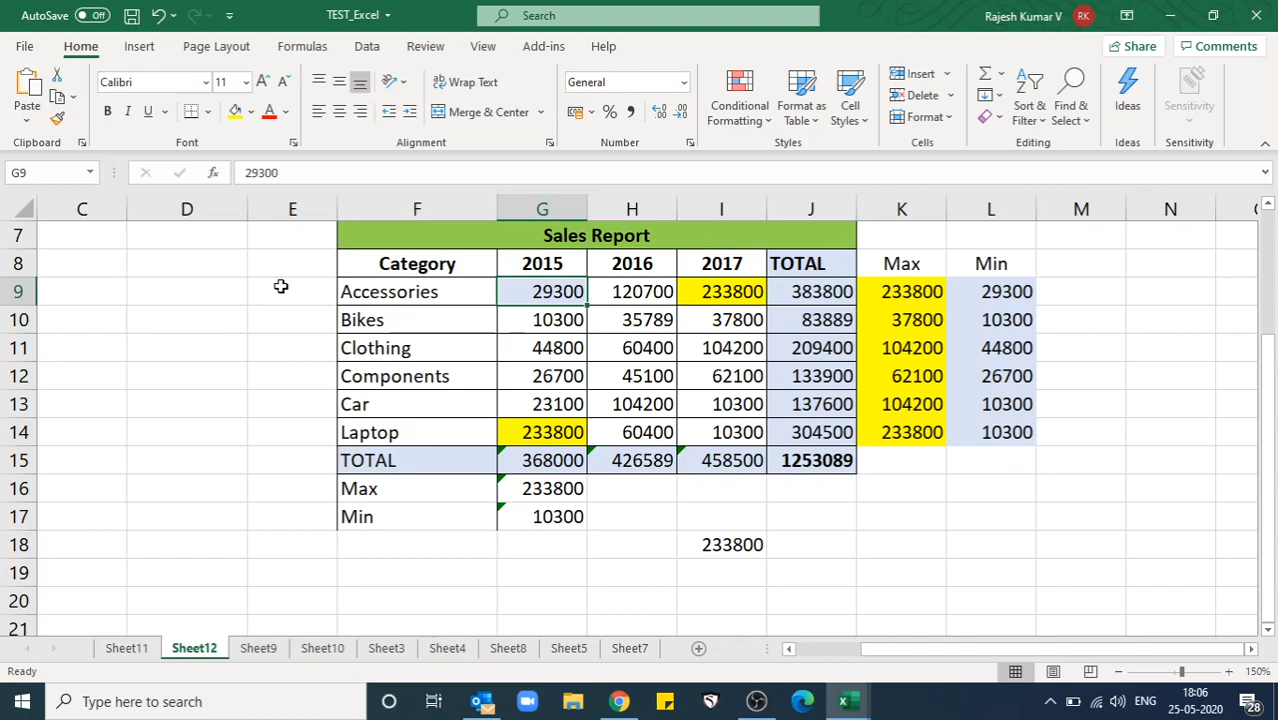 AutoSave Off TEST_Excel Search Rajesh Kumar V RK
File Home Insert Page Layout Formulas Data Review View Add-ins Help Share Comments
Paste Calibri 11 A A Wrap Text General Conditional Formatting Format as Table Cell Styles Insert Delete Format Sort & Filter Find & Select Ideas Sensitivity
B I U A Merge & Center % ,
Clipboard Font Alignment Number Styles Cells Editing Ideas Sensitivity
G9 fx 29300
C D E F G H I J K L M N
7 Sales Report
8 Category 2015 2016 2017 TOTAL Max Min
9 Accessories 29300 120700 233800 383800 233800 29300
10 Bikes 10300 35789 37800 83889 37800 10300
11 Clothing 44800 60400 104200 209400 104200 44800
12 Components 26700 45100 62100 133900 62100 26700
13 Car 23100 104200 10300 137600 104200 10300
14 Laptop 233800 60400 10300 304500 233800 10300
15 TOTAL 368000 426589 458500 1253089
16 Max 233800
17 Min 10300
18 233800
19
20
21
Sheet11 Sheet12 Sheet9 Sheet10 Sheet3 Sheet4 Sheet8 Sheet5 Sheet7
Ready 150%
Type here to search ENG 18:06 25-05-2020 28